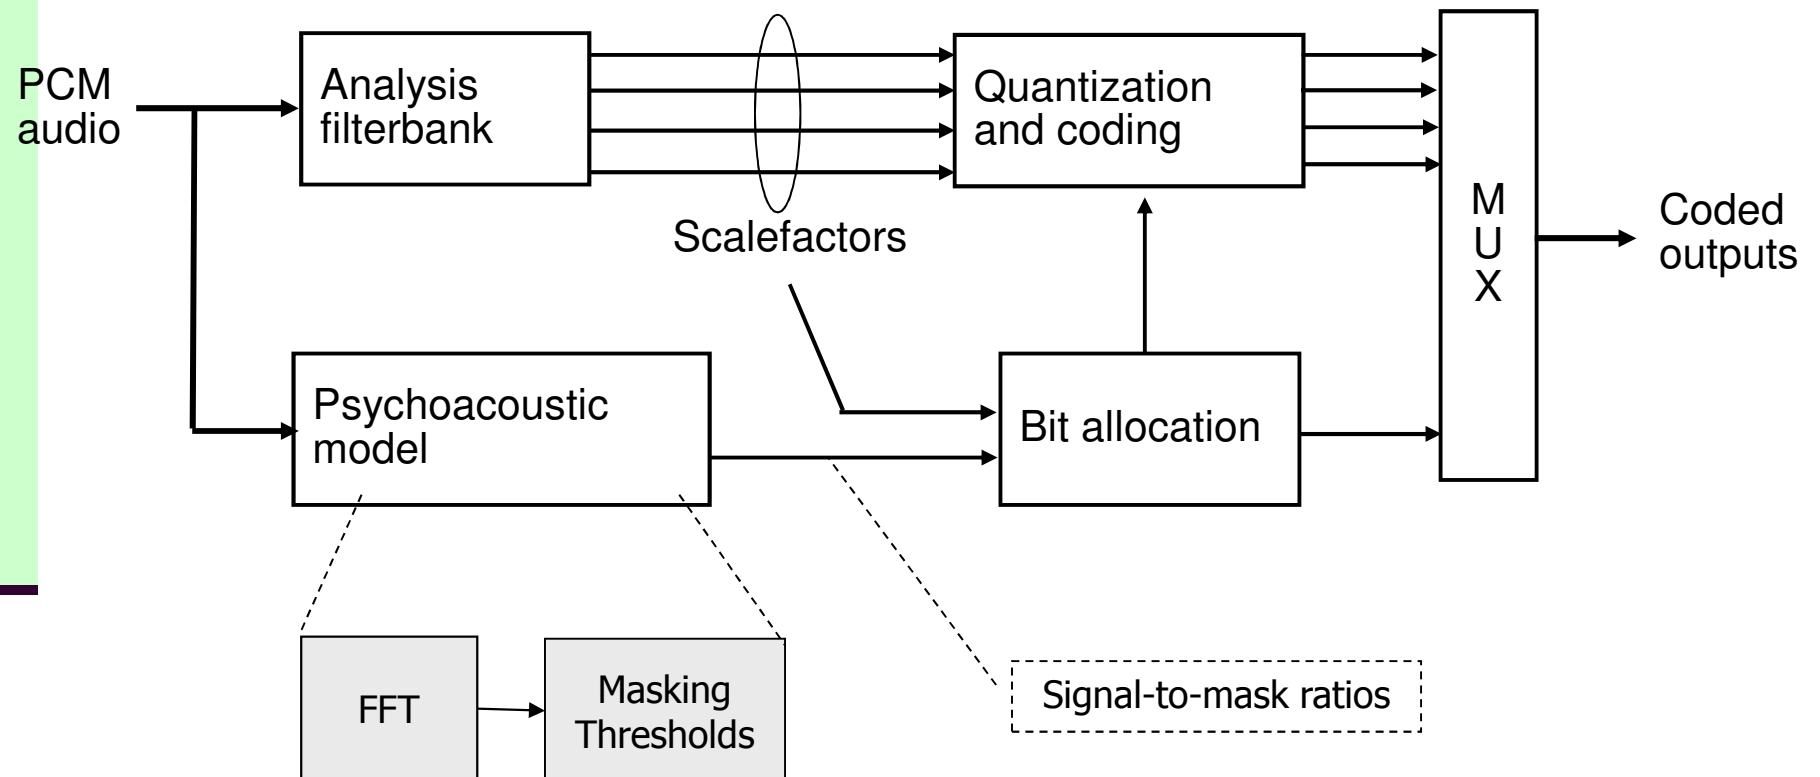 PCM
audio
Analysis
filterbank
Quantization
and coding
Scalefactors
M
U
X
Coded
outputs
Psychoacoustic
model
Bit allocation
FFT
Masking
Thresholds
Signal-to-mask ratios